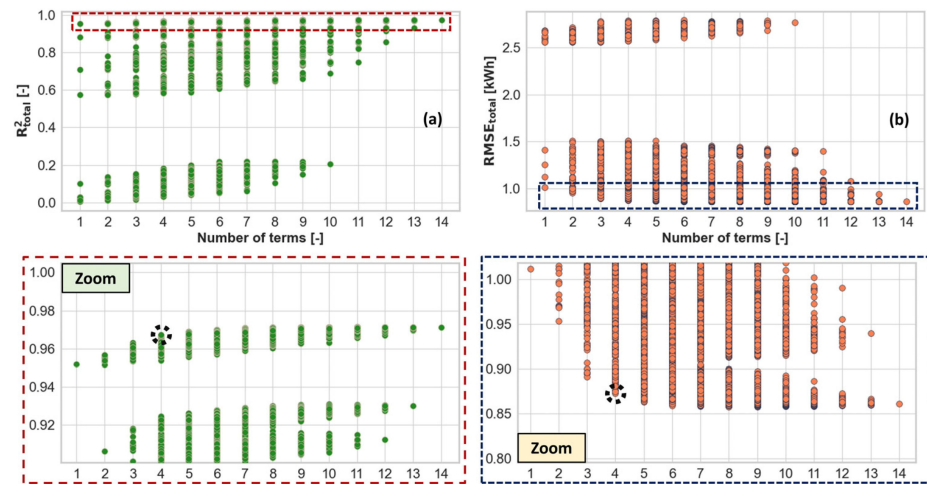 1.0
0.8
0.6
0.4
0.2
0.0
R²total [-]
(a)
1 2 3 4 5 6 7 8 9 10 11 12 13 14
Number of terms [-]
2.5
2.0
1.5
1.0
RMSEtotal [kWh]
(b)
1 2 3 4 5 6 7 8 9 10 11 12 13 14
Number of terms [-]
Zoom
1.00
0.98
0.96
0.94
0.92
1 2 3 4 5 6 7 8 9 10 11 12 13 14
1.00
0.95
0.90
0.85
0.80
Zoom
1 2 3 4 5 6 7 8 9 10 11 12 13 14